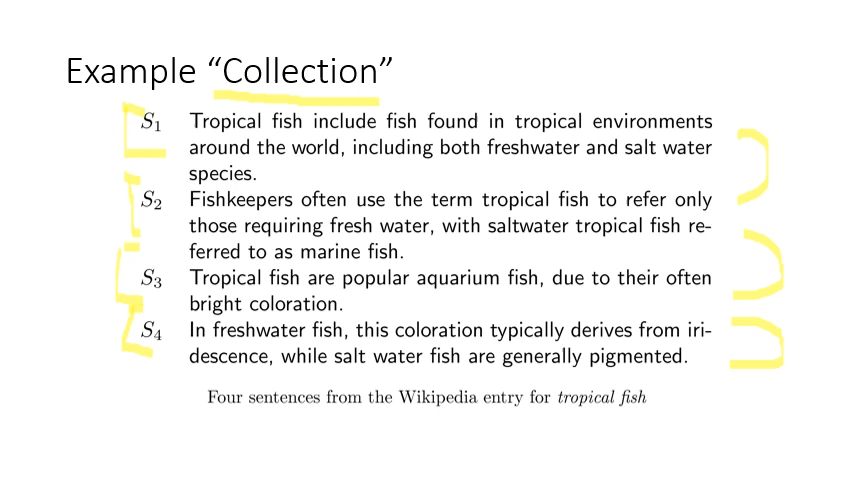 Example “Collection”
S1 Tropical fish include fish found in tropical environments
around the world, including both freshwater and salt water
species.
S2 Fishkeepers often use the term tropical fish to refer only
those requiring fresh water, with saltwater tropical fish re-
ferred to as marine fish.
S3 Tropical fish are popular aquarium fish, due to their often
bright coloration.
S4 In freshwater fish, this coloration typically derives from iri-
descence, while salt water fish are generally pigmented.
Four sentences from the Wikipedia entry for tropical fish